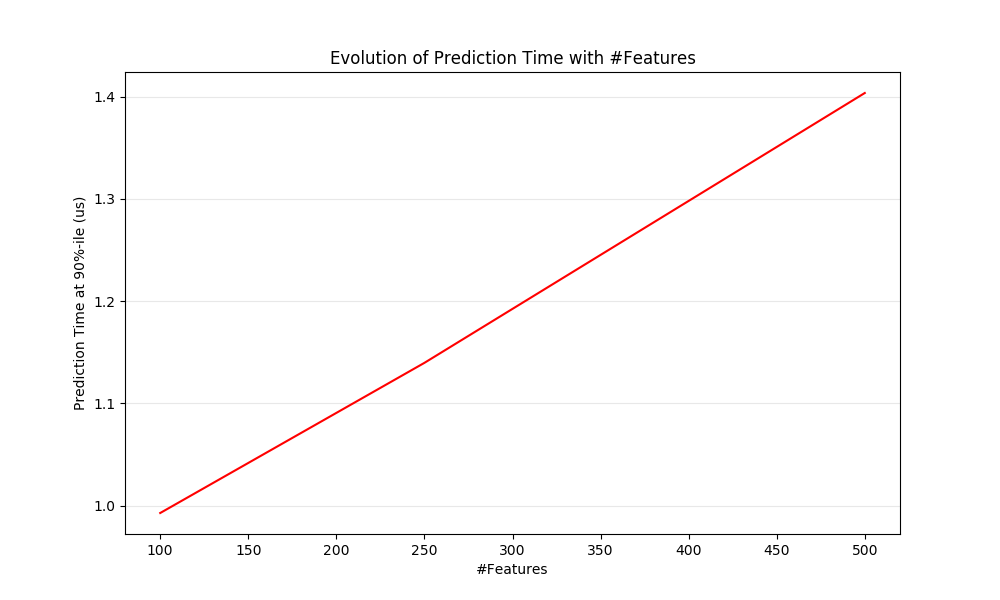 Evolution of Prediction Time with #Features
Prediction Time at 90%-ile (us)
1.4
1.3
1.2
1.1
1.0
100 150 200 250 300 350 400 450 500
#Features